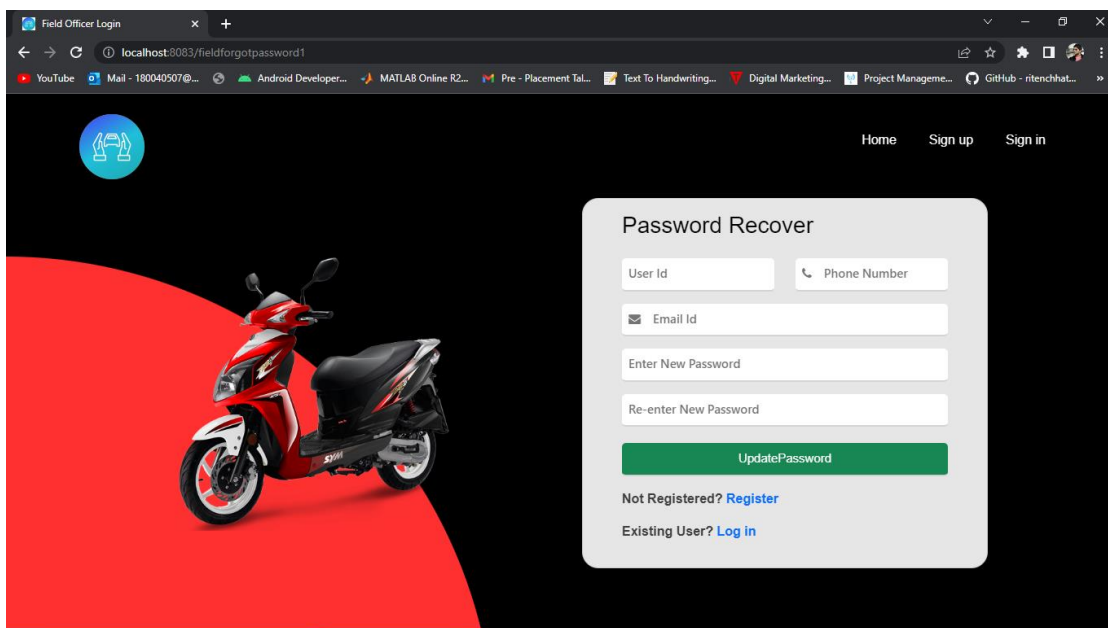 Field Officer Login
localhost:8083/fieldforgotpassword1
YouTube Mail - 180040507@... Android Developer... MATLAB Online R2... Pre - Placement Tal... Text To Handwriting... Digital Marketing... Project Manageme... GitHub - ritenchhat... »
Home Sign up Sign in
Password Recover
User Id Phone Number
Email Id
Enter New Password
Re-enter New Password
UpdatePassword
Not Registered? Register
Existing User? Log in
SYM